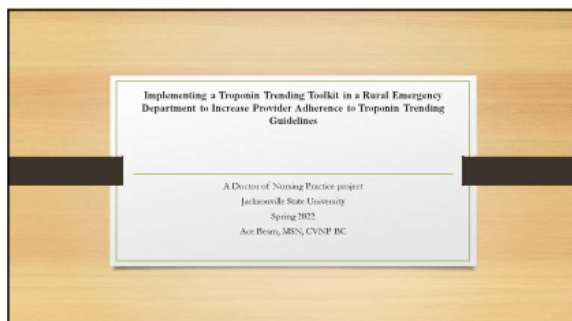 Implementing a Troponin Trending Toolkit in a Rural Emergency
Department to Increase Provider Adherence to Troponin Trending
Guidelines
A Doctor of Nursing Practice project
Jacksonville State University
Spring 2022
Ace Beam, MSN, CVNP BC